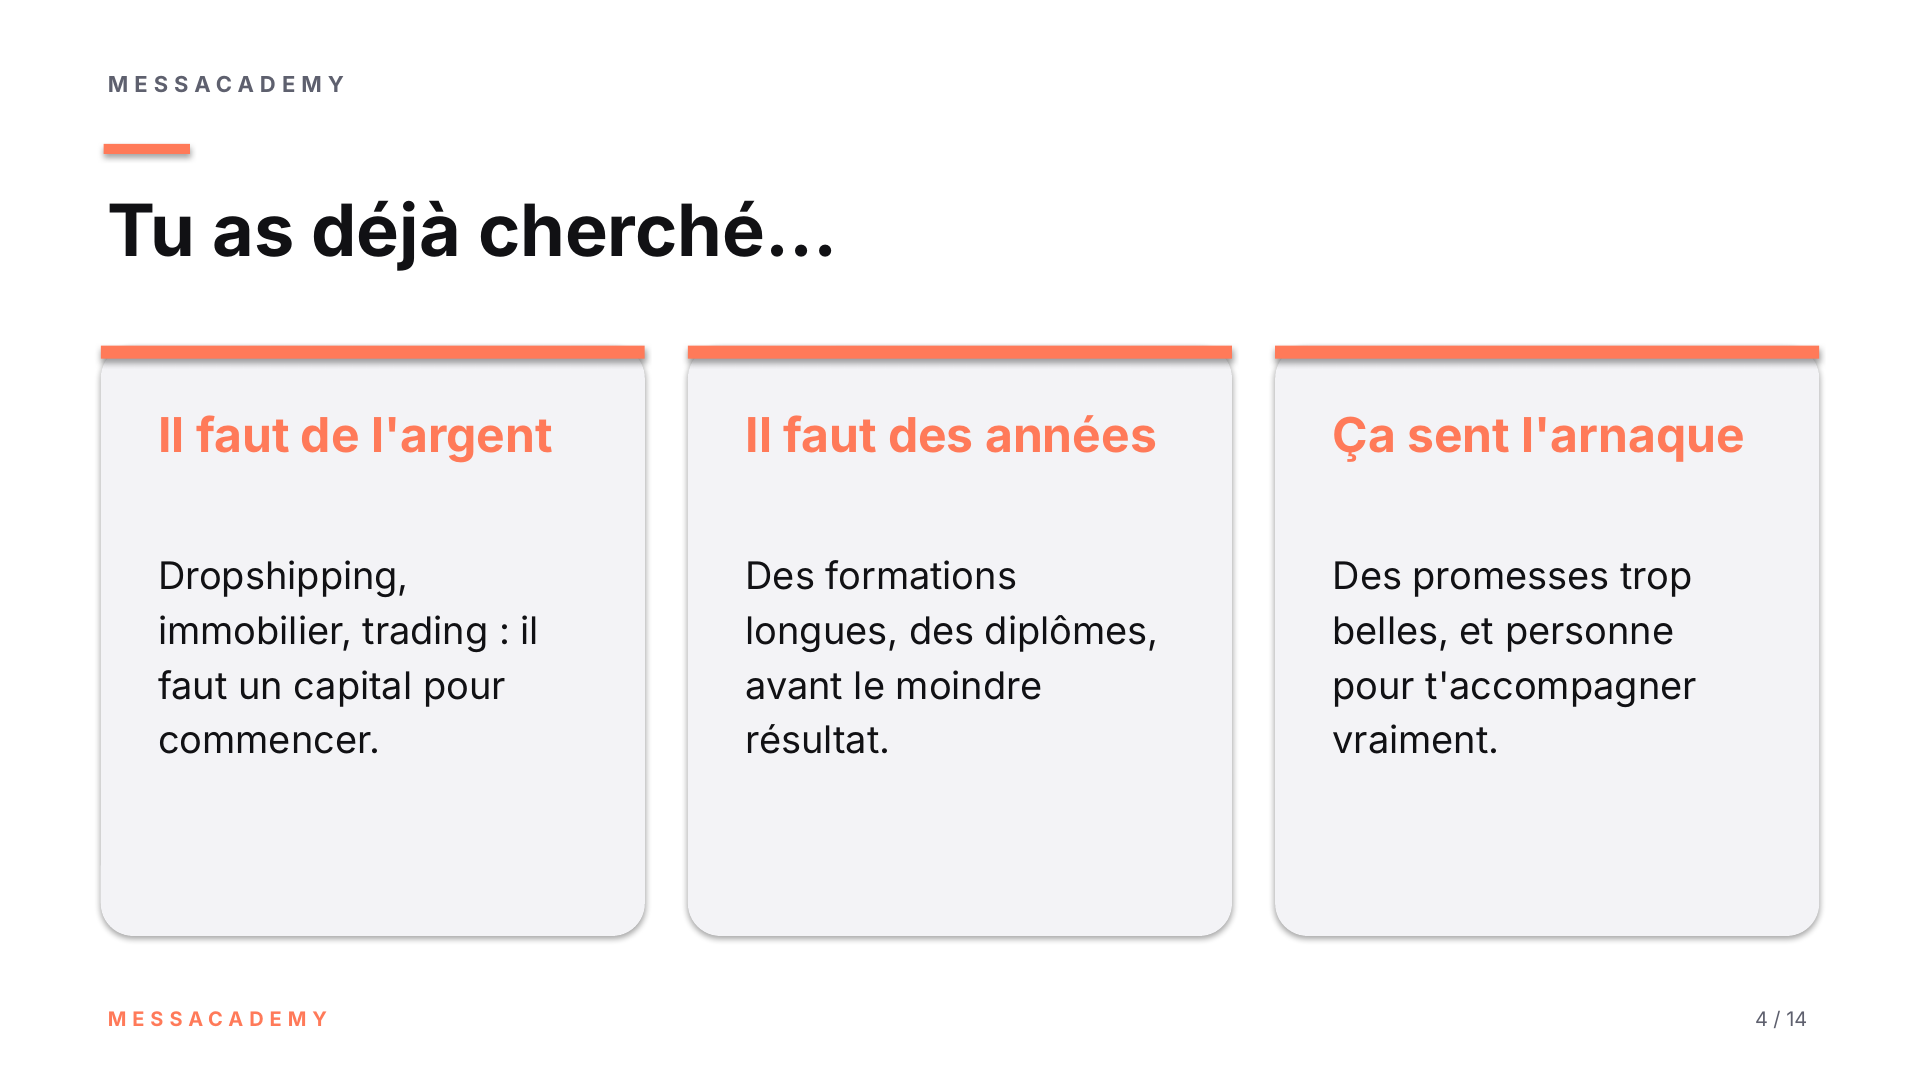 MESSACADEMY
Tu as déjà cherché...
Il faut de l'argent
Dropshipping,
immobilier, trading : il
faut un capital pour
commencer.
Il faut des années
Des formations
longues, des diplômes,
avant le moindre
résultat.
Ça sent l'arnaque
Des promesses trop
belles, et personne
pour t'accompagner
vraiment.
MESSACADEMY
4 / 14